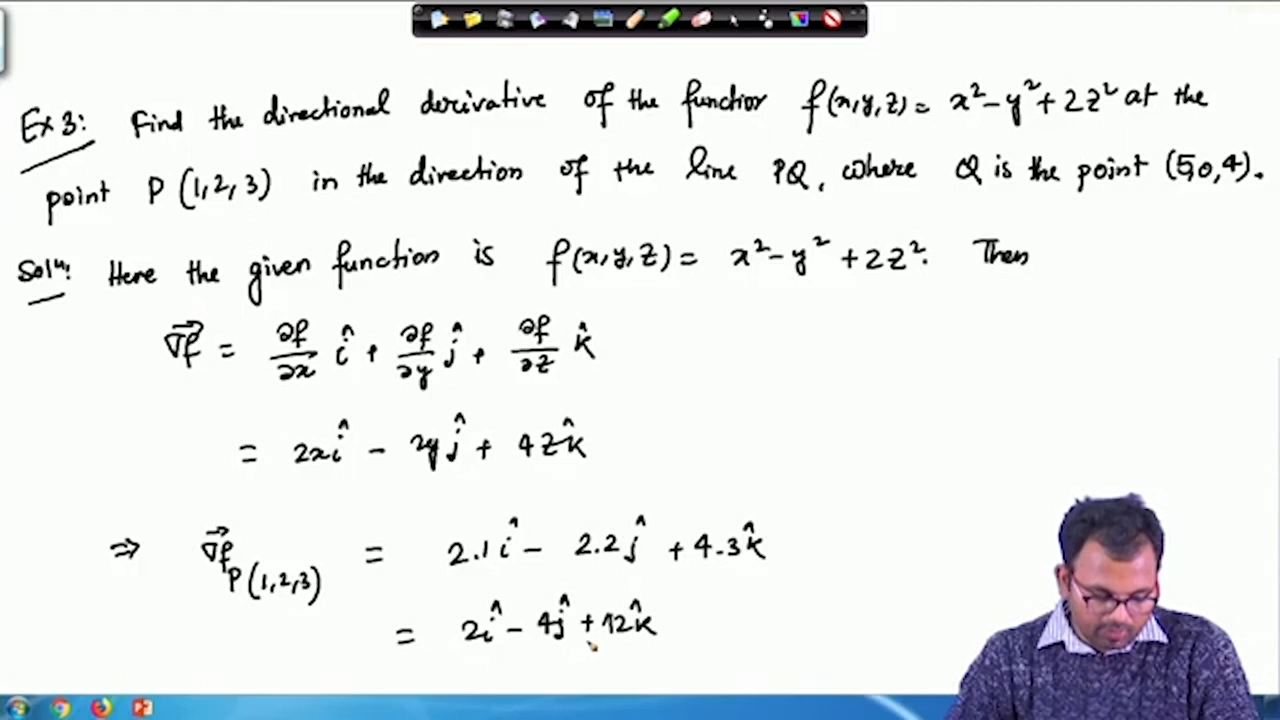 Ex 3: Find the directional derivative of the function f(x,y,z) = x² - y² + 2z² at the
point P (1,2,3) in the direction of the line PQ, where Q is the point (5,0,4).
Solⁿ: Here the given function is f(x,y,z) = x² - y² + 2z². Then
∇⃗f = ∂f/∂x î + ∂f/∂y ĵ + ∂f/∂z k̂
= 2x î - 2y ĵ + 4z k̂
⇒ ∇⃗f P(1,2,3) = 2.1 î - 2.2 ĵ + 4.3 k̂
= 2î - 4ĵ + 12k̂